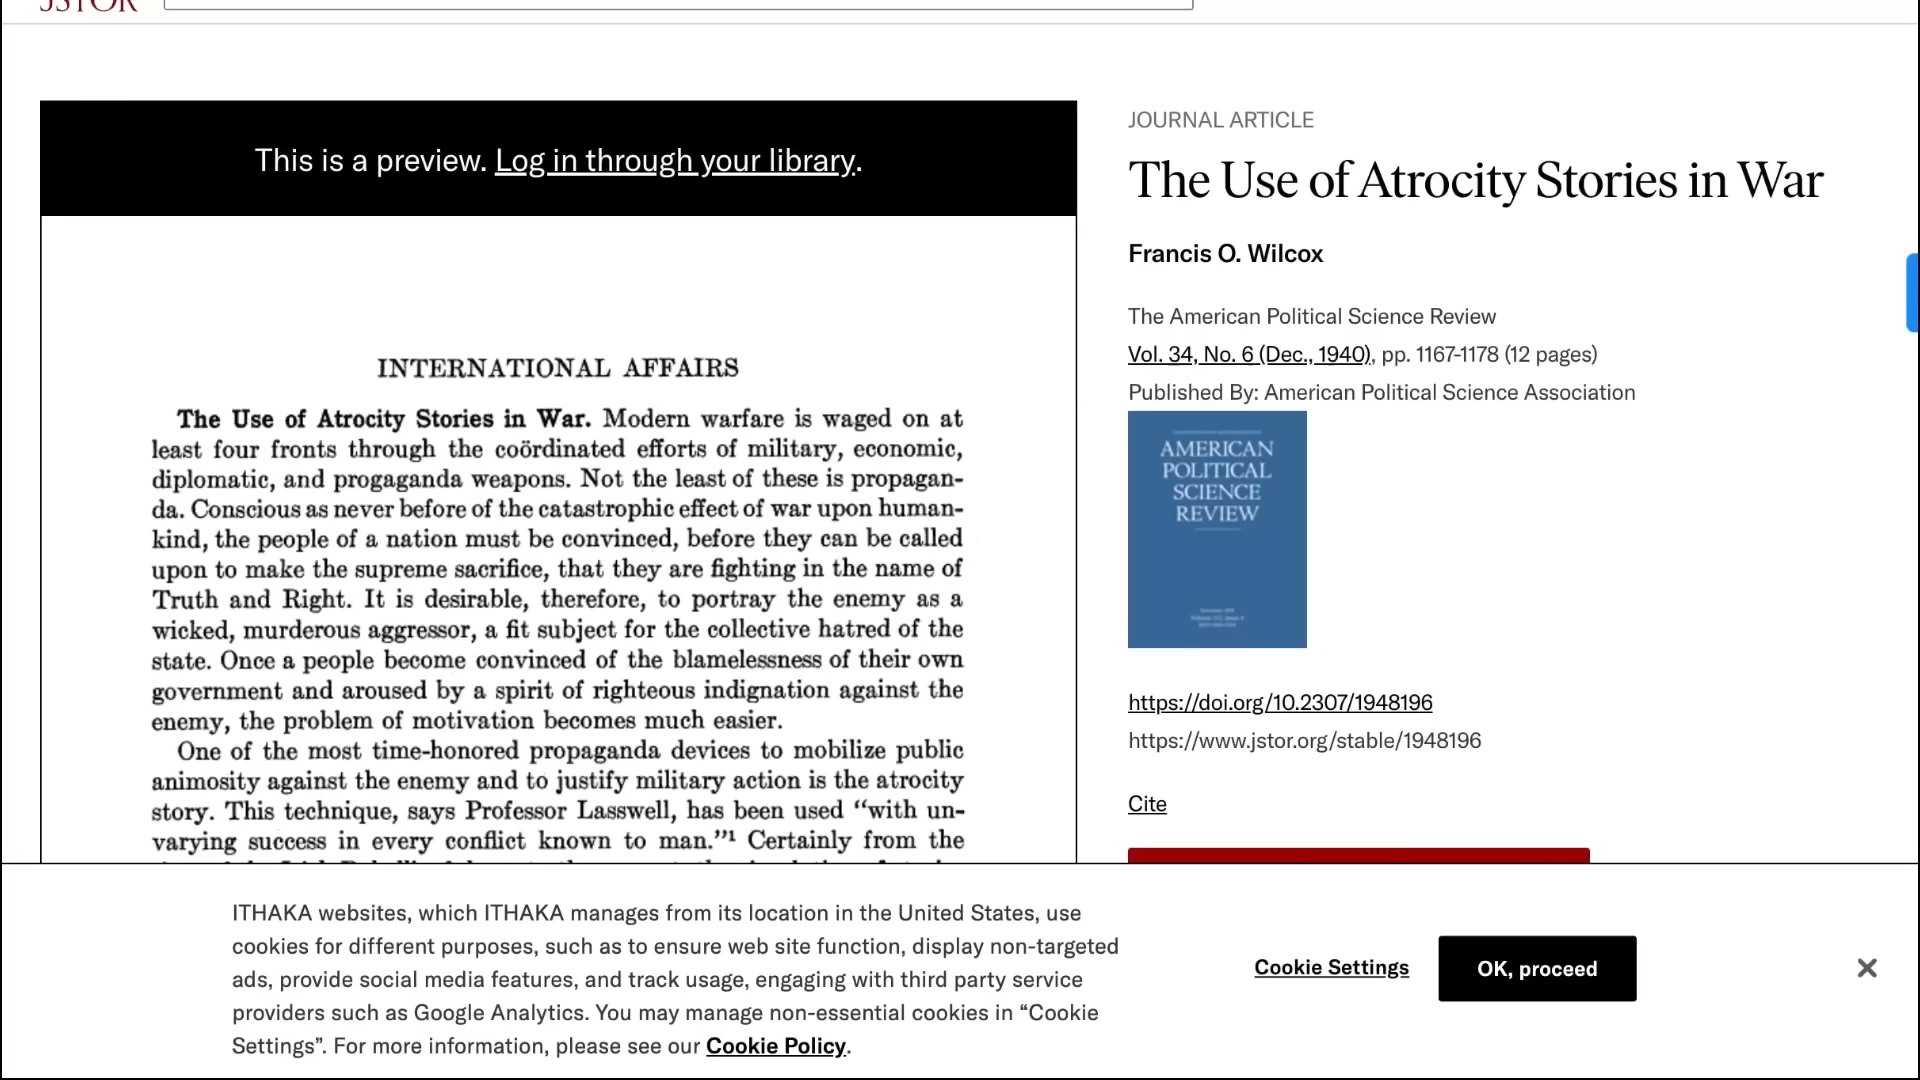 JSTOR
This is a preview. Log in through your library.
INTERNATIONAL AFFAIRS
The Use of Atrocity Stories in War. Modern warfare is waged on at
least four fronts through the coördinated efforts of military, economic,
diplomatic, and progaganda weapons. Not the least of these is propagan-
da. Conscious as never before of the catastrophic effect of war upon human-
kind, the people of a nation must be convinced, before they can be called
upon to make the supreme sacrifice, that they are fighting in the name of
Truth and Right. It is desirable, therefore, to portray the enemy as a
wicked, murderous aggressor, a fit subject for the collective hatred of the
state. Once a people become convinced of the blamelessness of their own
government and aroused by a spirit of righteous indignation against the
enemy, the problem of motivation becomes much easier.
One of the most time-honored propaganda devices to mobilize public
animosity against the enemy and to justify military action is the atrocity
story. This technique, says Professor Lasswell, has been used “with un-
varying success in every conflict known to man.”¹ Certainly from the
JOURNAL ARTICLE
The Use of Atrocity Stories in War
Francis O. Wilcox
The American Political Science Review
Vol. 34, No. 6 (Dec., 1940), pp. 1167-1178 (12 pages)
Published By: American Political Science Association
AMERICAN
POLITICAL
SCIENCE
REVIEW
https://doi.org/10.2307/1948196
https://www.jstor.org/stable/1948196
Cite
ITHAKA websites, which ITHAKA manages from its location in the United States, use
cookies for different purposes, such as to ensure web site function, display non-targeted
ads, provide social media features, and track usage, engaging with third party service
providers such as Google Analytics. You may manage non-essential cookies in “Cookie
Settings”. For more information, please see our Cookie Policy.
Cookie Settings
OK, proceed